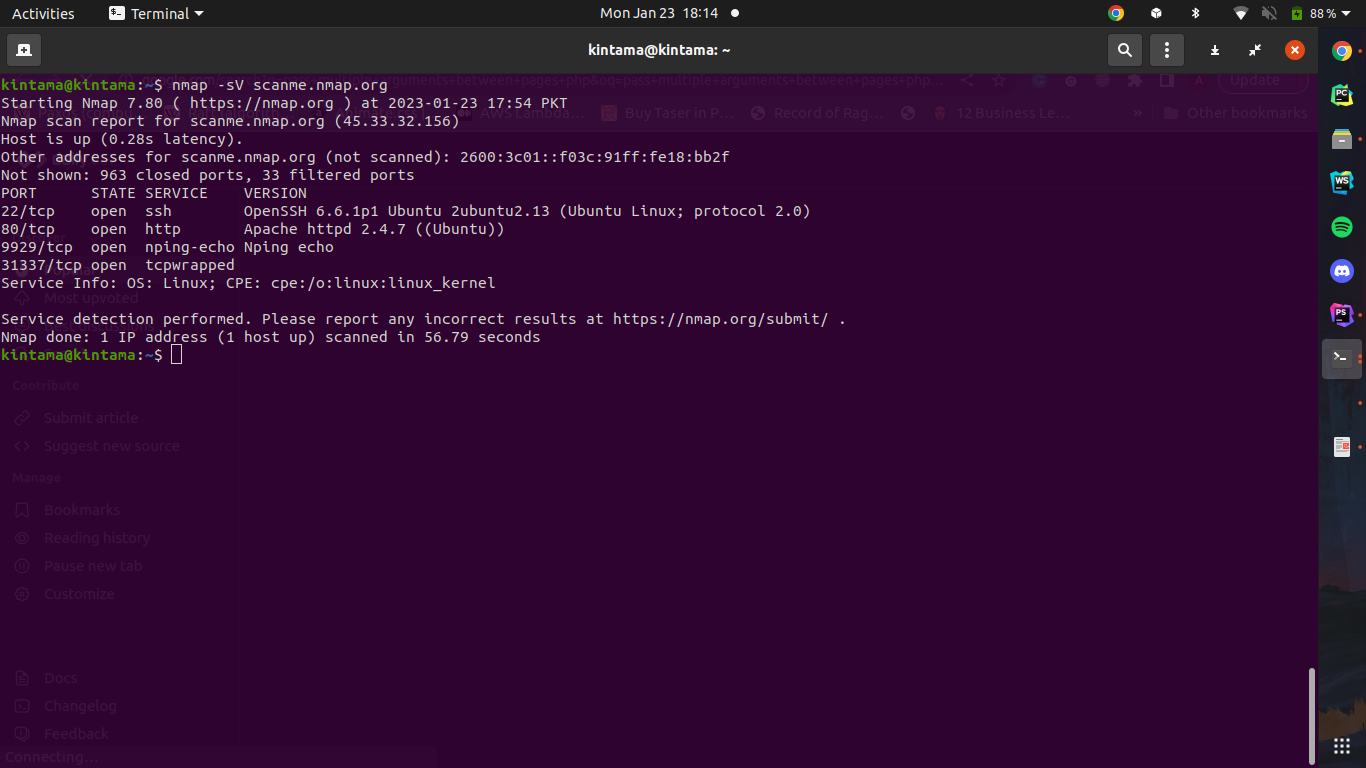 Activities
Terminal
Mon Jan 23 18:14
88%
kintama@kintama: ~
kintama@kintama:~$ nmap -sV scanme.nmap.org
Update
Starting Nmap 7.80 ( https://nmap.org ) at 2023-01-23 17:54 PKT
AWS Lambda...
Buy Taser in P...
Record of Rag...
12 Business Le...
»
Other bookmarks
Nmap scan report for scanme.nmap.org (45.33.32.156)
Host is up (0.28s latency).
Other addresses for scanme.nmap.org (not scanned): 2600:3c01::f03c:91ff:fe18:bb2f
Not shown: 963 closed ports, 33 filtered ports
PORT STATE SERVICE VERSION
22/tcp open ssh OpenSSH 6.6.1p1 Ubuntu 2ubuntu2.13 (Ubuntu Linux; protocol 2.0)
80/tcp open http Apache httpd 2.4.7 ((Ubuntu))
9929/tcp open nping-echo Nping echo
31337/tcp open tcpwrapped
Service Info: OS: Linux; CPE: cpe:/o:linux:linux_kernel
Most upvoted
Service detection performed. Please report any incorrect results at https://nmap.org/submit/ .
Nmap done: 1 IP address (1 host up) scanned in 56.79 seconds
kintama@kintama:~$
Contribute
Submit article
Suggest new source
Manage
Bookmarks
Reading history
Pause new tab
Customize
Docs
Changelog
Feedback
Connecting...
PC
WS
PS